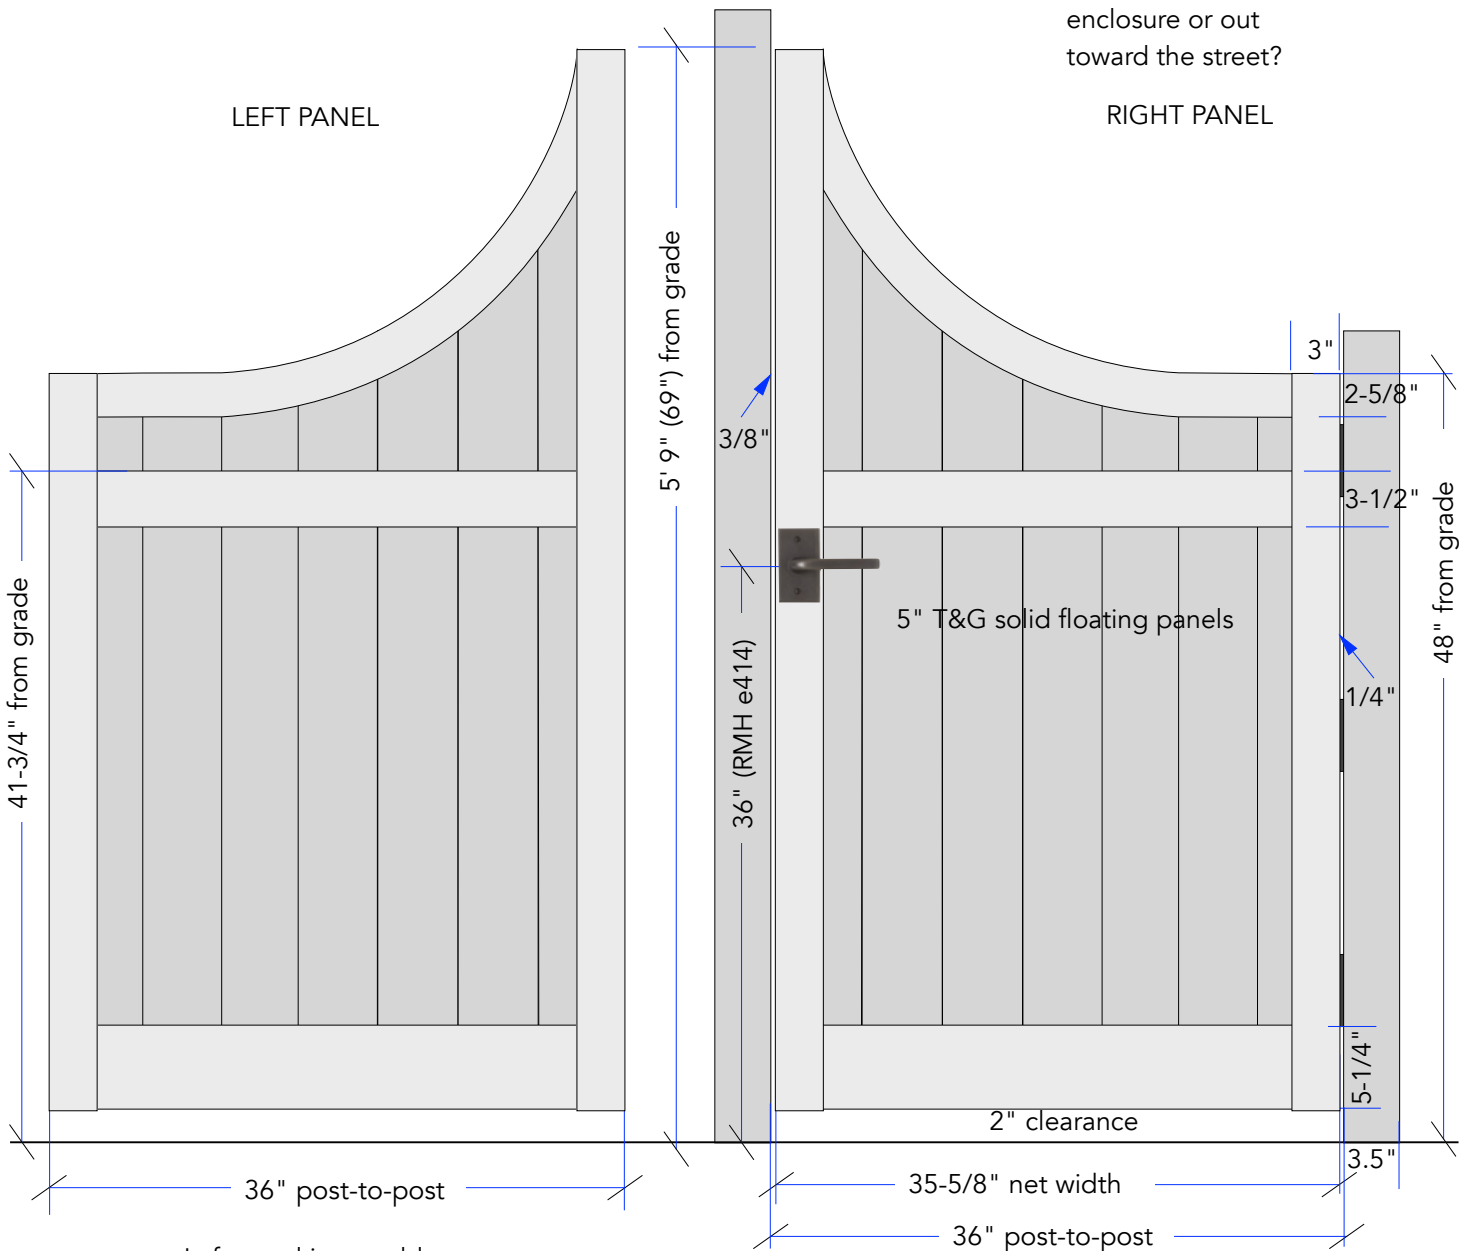 enclosure or out
toward the street?
LEFT PANEL
RIGHT PANEL
5' 9" (69") from grade
3/8"
3"
2-5/8"
3-1/2"
48" from grade
41-3/4" from grade
36" (RMH e414)
5" T&G solid floating panels
1/4"
5-1/4"
2" clearance
3.5"
36" post-to-post
35-5/8" net width
36" post-to-post